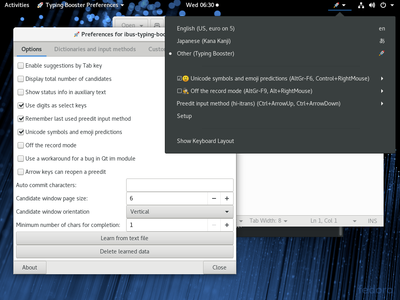 Activities
Typing Booster Preferences
Wed 06:30
Open
Preferences for ibus-typing-boo
Options
Dictionaries and input methods
Custom
Enable suggestions by Tab key
Display total number of candidates
Show status info in auxiliary text
Use digits as select keys
Remember last used preedit input method
Unicode symbols and emoji predictions
Off the record mode
Use a workaround for a bug in Qt im module
Arrow keys can reopen a preedit
Auto commit characters:
Candidate window page size:
6
Candidate window orientation
Vertical
Minimum number of chars for completion:
1
Learn from text file
Delete learned data
About
Close
English (US, euro on 5)
en
Japanese (Kana Kanji)
あ
Other (Typing Booster)
Unicode symbols and emoji predictions (AltGr-F6, Control+RightMouse)
Off the record mode (AltGr-F9, Alt+RightMouse)
Preedit input method (hi-itrans) (Ctrl+ArrowUp, Ctrl+ArrowDown)
Setup
Show Keyboard Layout
Tab Width: 8
Ln 1, Col 1
INS
fedora